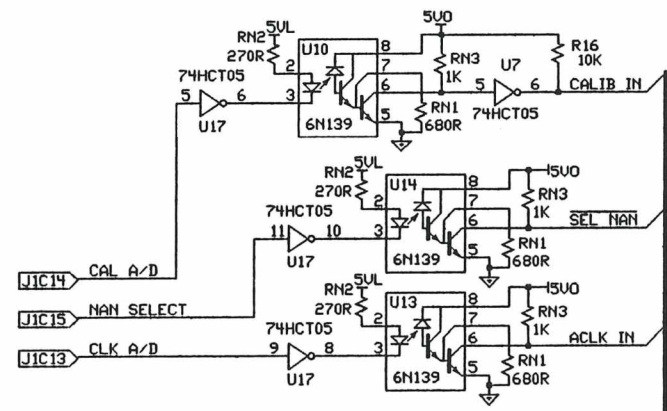 5VL
5VO
RN2
270R
U10
8
2
7
RN3
1K
U7
R16
10K
74HCT05
5
6
3
6
5
6
CALIB IN
U17
6N139
5
RN1
680R
74HCT05
5VL
5VO
RN2
270R
U14
8
2
7
RN3
1K
74HCT05
11
10
3
6
SEL NAN
U17
6N139
5
RN1
680R
J1C14
CAL A/D
J1C15
NAN SELECT
5VL
5VO
RN2
270R
U13
8
2
7
RN3
1K
74HCT05
J1C13
CLK A/D
9
8
3
6
ACLK IN
U17
6N139
5
RN1
680R